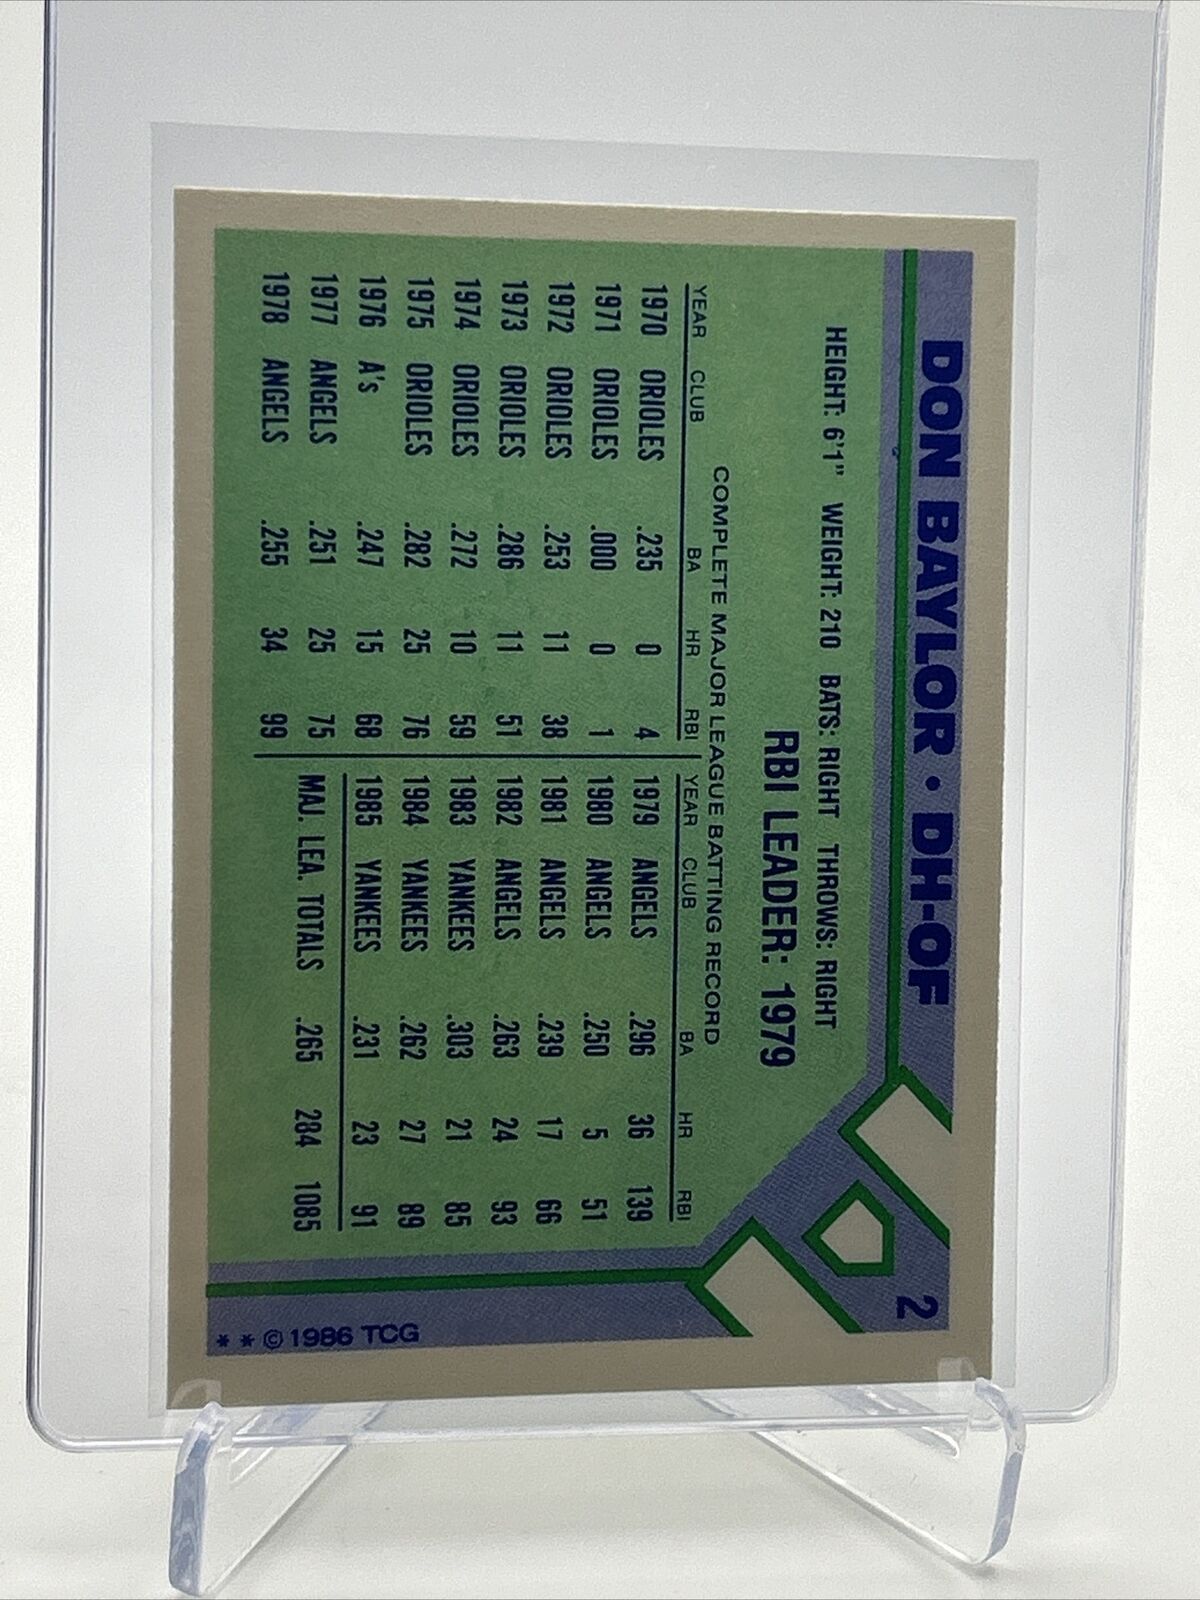 DON BAYLOR • DH-OF
2
HEIGHT: 6'1" WEIGHT: 210 BATS: RIGHT THROWS: RIGHT
RBI LEADER: 1979
COMPLETE MAJOR LEAGUE BATTING RECORD
YEAR CLUB BA HR RBI YEAR CLUB BA HR RBI
1970 ORIOLES .235 0 4 1979 ANGELS .296 36 139
1971 ORIOLES .000 0 1 1980 ANGELS .250 5 51
1972 ORIOLES .253 11 38 1981 ANGELS .239 17 66
1973 ORIOLES .286 11 51 1982 ANGELS .263 24 93
1974 ORIOLES .272 10 59 1983 YANKEES .303 21 85
1975 ORIOLES .282 25 76 1984 YANKEES .262 27 89
1976 A's .247 15 68 1985 YANKEES .231 23 91
1977 ANGELS .251 25 75 MAJ. LEA. TOTALS .265 284 1085
1978 ANGELS .255 34 99
* * © 1986 TCG